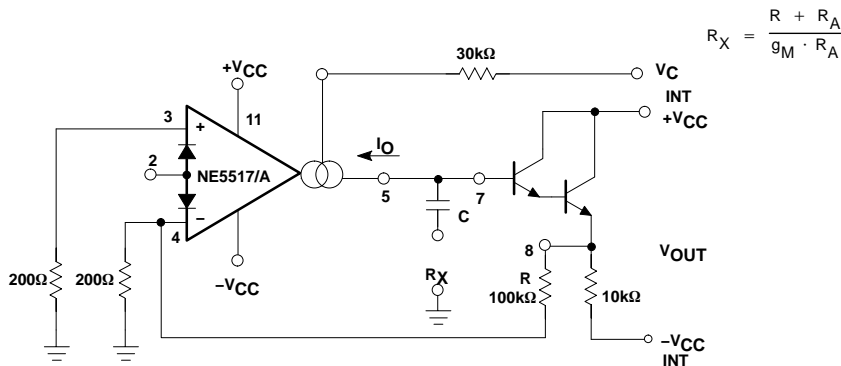 R + R_A
R_X = ─────
g_M · R_A
30kΩ
V_C
INT
+V_CC
+V_CC
3
+
11
I_O
2
NE5517/A
5
7
C
−
4
8
V_OUT
−V_CC
R_X
R
200Ω
200Ω
100kΩ
10kΩ
−V_CC
INT